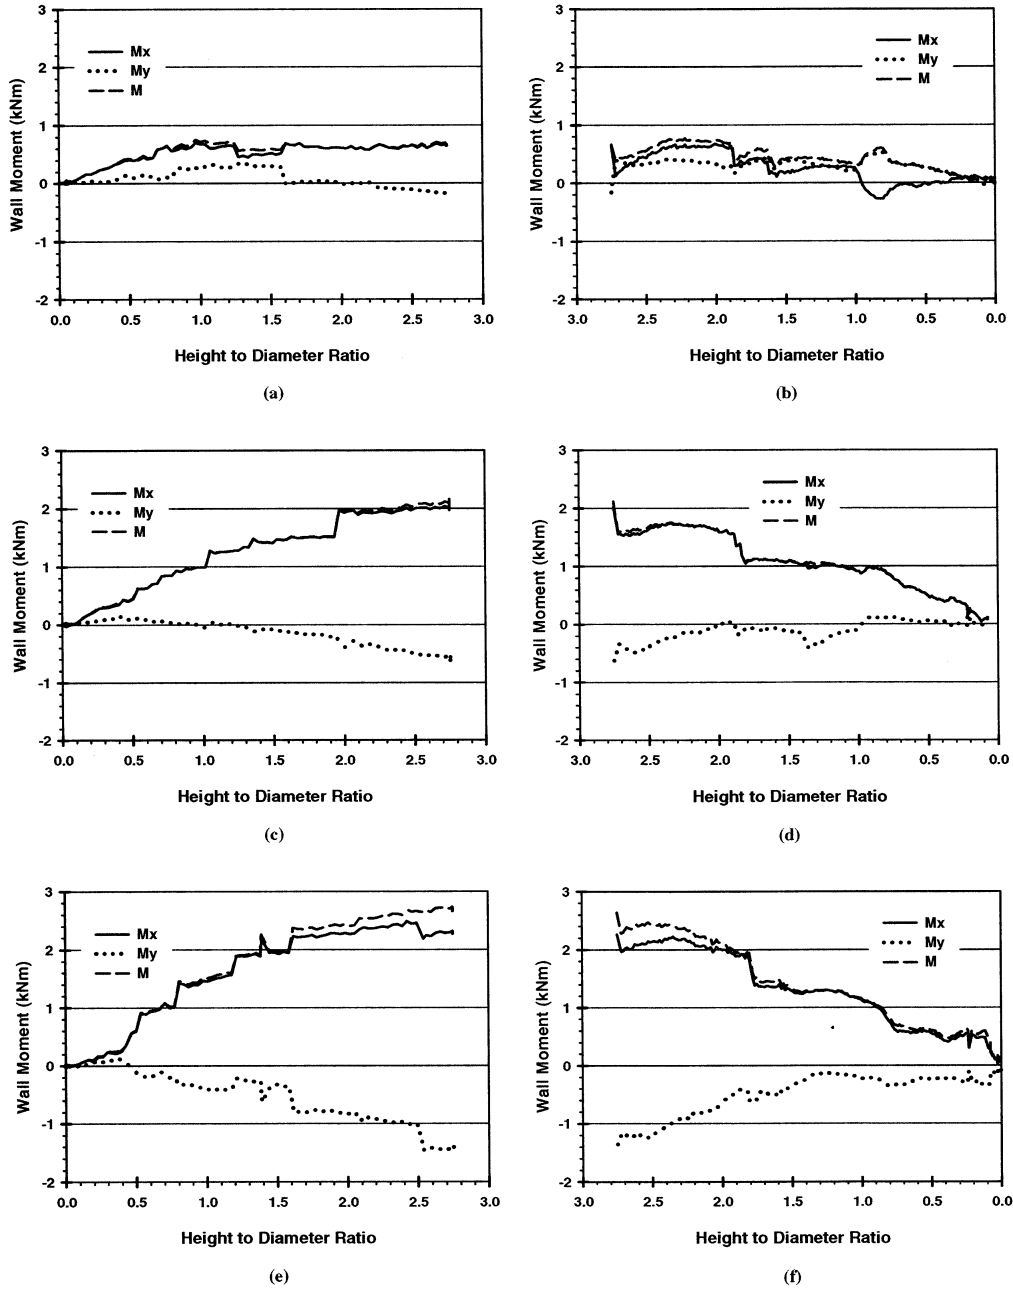 3
2
1
0
-1
-2
Wall Moment (kNm)
Mx
My
M
0.0 0.5 1.0 1.5 2.0 2.5 3.0
Height to Diameter Ratio
(a)
3
2
1
0
-1
-2
Wall Moment (kNm)
Mx
My
M
3.0 2.5 2.0 1.5 1.0 0.5 0.0
Height to Diameter Ratio
(b)
3
2
1
0
-1
-2
Wall Moment (kNm)
Mx
My
M
0.0 0.5 1.0 1.5 2.0 2.5 3.0
Height to Diameter Ratio
(c)
3
2
1
0
-1
-2
Wall Moment (kNm)
Mx
My
M
3.0 2.5 2.0 1.5 1.0 0.5 0.0
Height to Diameter Ratio
(d)
3
2
1
0
-1
-2
Wall Moment (kNm)
Mx
My
M
0.0 0.5 1.0 1.5 2.0 2.5 3.0
Height to Diameter Ratio
(e)
3
2
1
0
-1
-2
Wall Moment (kNm)
Mx
My
M
3.0 2.5 2.0 1.5 1.0 0.5 0.0
Height to Diameter Ratio
(f)